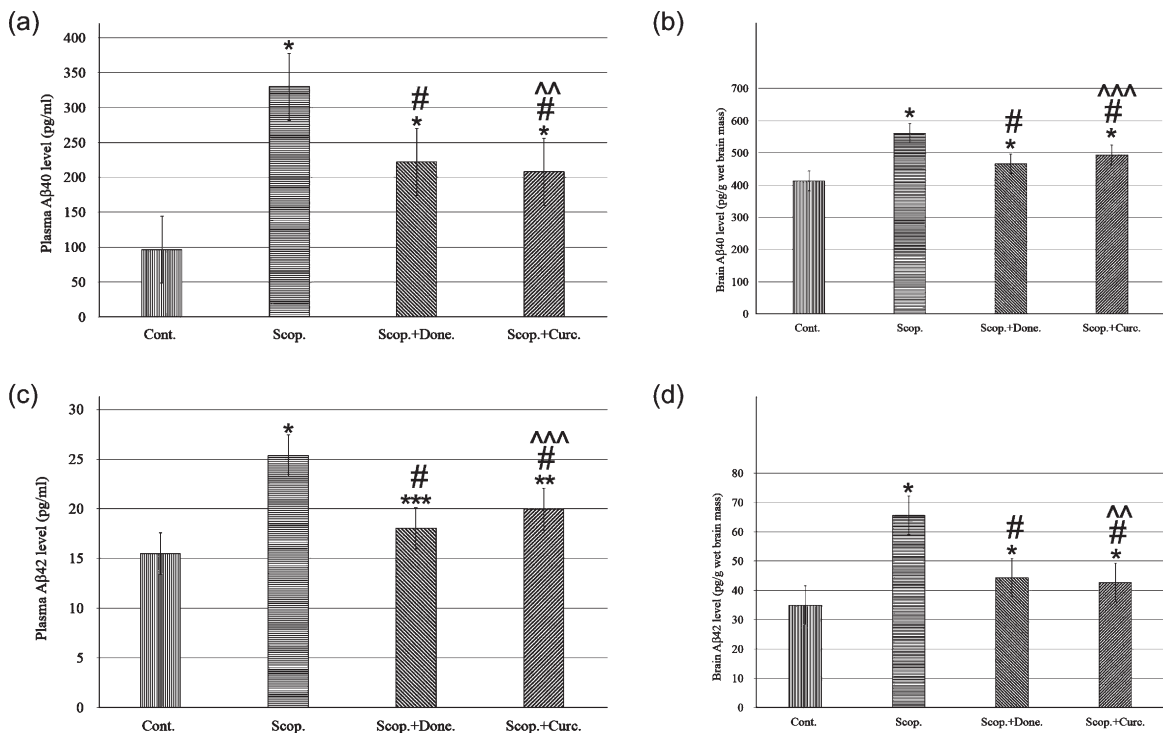 (a)
Plasma Aβ40 level (pg/ml)
400
350
300
250
200
150
100
50
0
*
#
*
^^
#
*
Cont.
Scop.
Scop.+Done.
Scop.+Curc.
(b)
Brain Aβ40 level (pg/g wet brain mass)
700
600
500
400
300
200
100
0
*
#
*
^^^
#
*
Cont.
Scop.
Scop.+Done.
Scop.+Curc.
(c)
Plasma Aβ42 level (pg/ml)
30
25
20
15
10
5
0
*
#
***
^^^
#
**
Cont.
Scop.
Scop.+Done.
Scop.+Curc.
(d)
Brain Aβ42 level (pg/g wet brain mass)
80
70
60
50
40
30
20
10
0
*
#
*
^^
#
*
Cont.
Scop.
Scop.+Done.
Scop.+Curc.